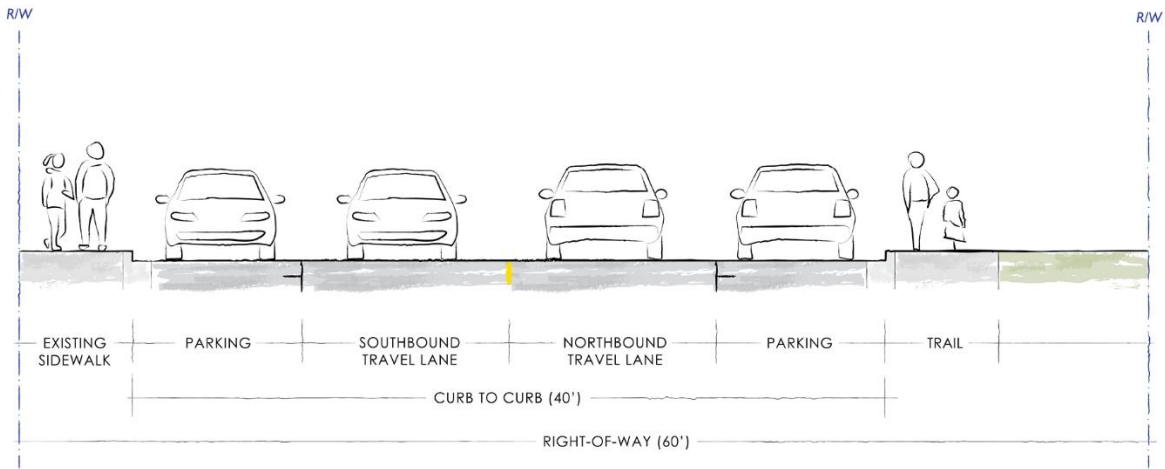 R/W
R/W
EXISTING
SIDEWALK
PARKING
SOUTHBOUND
TRAVEL LANE
NORTHBOUND
TRAVEL LANE
PARKING
TRAIL
CURB TO CURB (40')
RIGHT-OF-WAY (60')